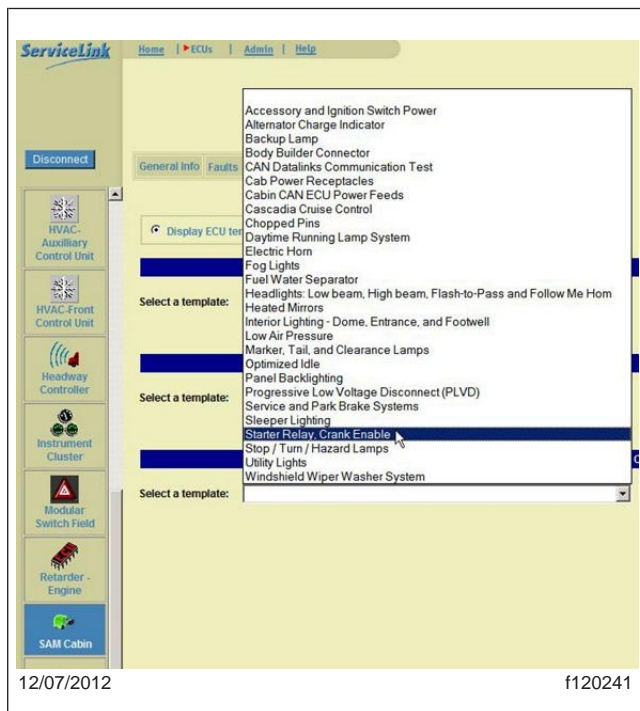 ServiceLink
Home | ECUs | Admin | Help
Disconnect
General Info Faults
Display ECU
Accessory and Ignition Switch Power
Alternator Charge Indicator
Backup Lamp
Body Builder Connector
CAN Datalinks Communication Test
Cab Power Receptacles
Cabin CAN ECU Power Feeds
Cascadia Cruise Control
Chopped Pins
Daytime Running Lamp System
Electric Horn
Fog Lights
Fuel Water Separator
Headlights: Low beam, High beam, Flash-to-Pass and Follow Me Hom
Heated Mirrors
Interior Lighting - Dome, Entrance, and Footwell
Low Air Pressure
Marker, Tail, and Clearance Lamps
Optimized Idle
Panel Backlighting
Progressive Low Voltage Disconnect (PLVD)
Service and Park Brake Systems
Sleeper Lighting
Starter Relay, Crank Enable
Stop / Turn / Hazard Lamps
Utility Lights
Windshield Wiper Washer System
Select a template:
Select a template:
Select a template:
HVAC-
Auxilliary
Control Unit
HVAC-Front
Control Unit
Headway
Controller
Instrument
Cluster
Modular
Switch Field
Retarder -
Engine
SAM Cabin
12/07/2012
f120241